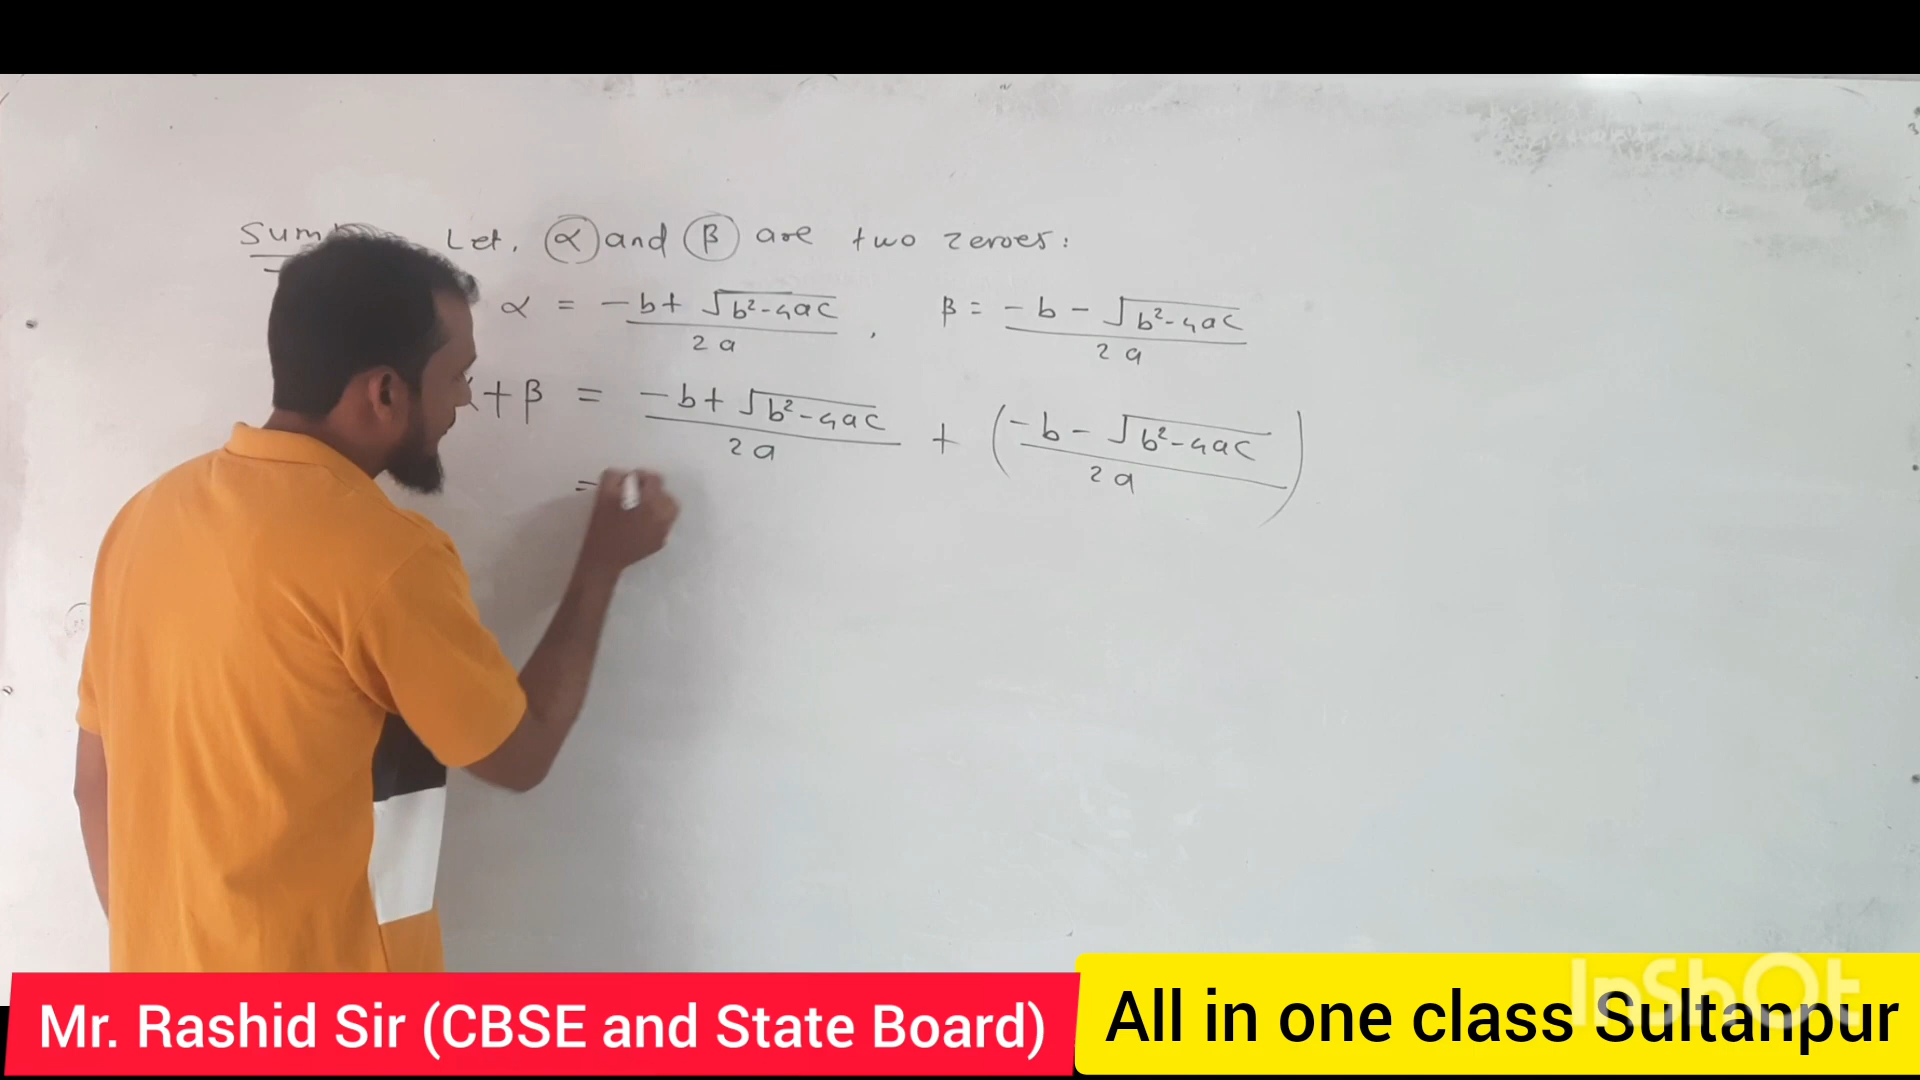 Sum Let, α and β are two zeroes:
α = -b+√b²-4ac / 2a , β = -b-√b²-4ac / 2a
+β = -b+√b²-4ac / 2a + (-b-√b²-4ac / 2a)
=
Mr. Rashid Sir (CBSE and State Board)
All in one class Sultanpur
InShOt